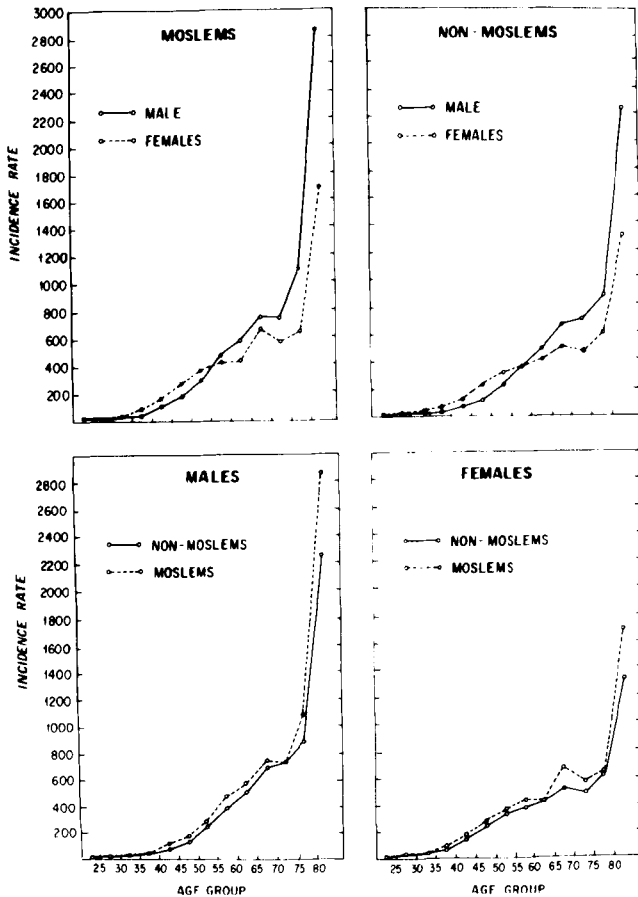 MOSLEMS
MALE
FEMALES
INCIDENCE RATE
3000
2800
2600
2400
2200
2000
1800
1600
1400
1200
1000
800
600
400
200
NON-MOSLEMS
MALE
FEMALES
MALES
NON-MOSLEMS
MOSLEMS
INCIDENCE RATE
2800
2600
2400
2200
2000
1800
1600
1400
1200
1000
800
600
400
200
25 30 35 40 45 50 55 60 65 70 75 80
AGE GROUP
FEMALES
NON-MOSLEMS
MOSLEMS
25 30 35 40 45 50 55 60 65 70 75 80
AGE GROUP